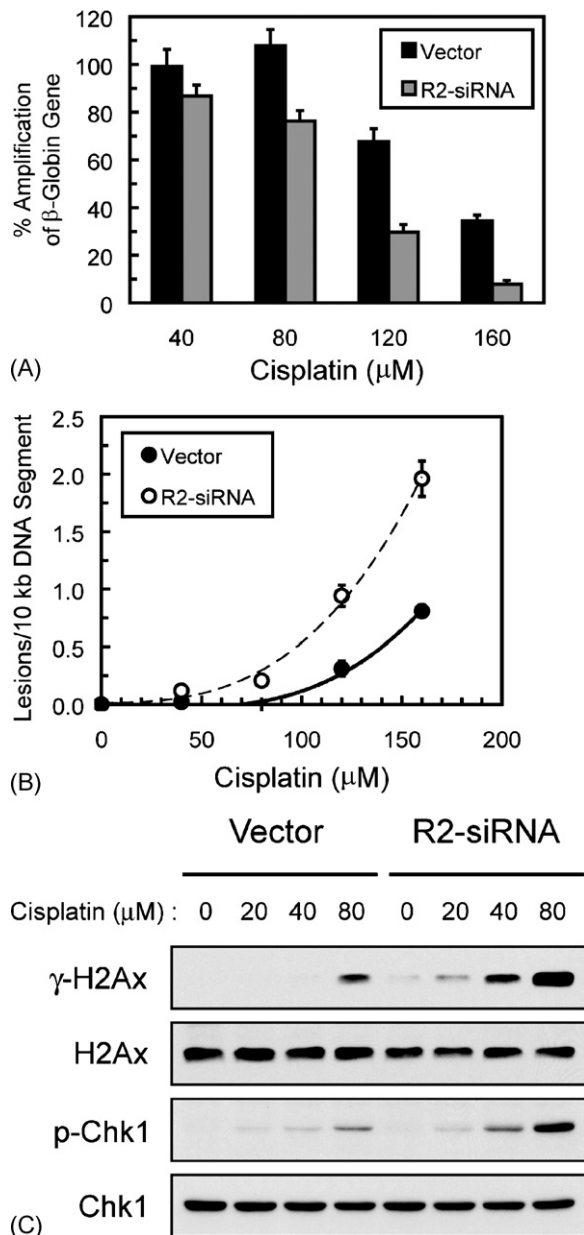 120
100
80
60
40
20
0
% Amplification
of β-Globin Gene
Vector
R2-siRNA
40 80 120 160
Cisplatin (μM)
(A)
2.5
2.0
1.5
1.0
0.5
0.0
Lesions/10 kb DNA Segment
Vector
R2-siRNA
0 50 100 150 200
Cisplatin (μM)
(B)
Vector R2-siRNA
Cisplatin (μM) : 0 20 40 80 0 20 40 80
γ-H2Ax
H2Ax
p-Chk1
Chk1
(C)